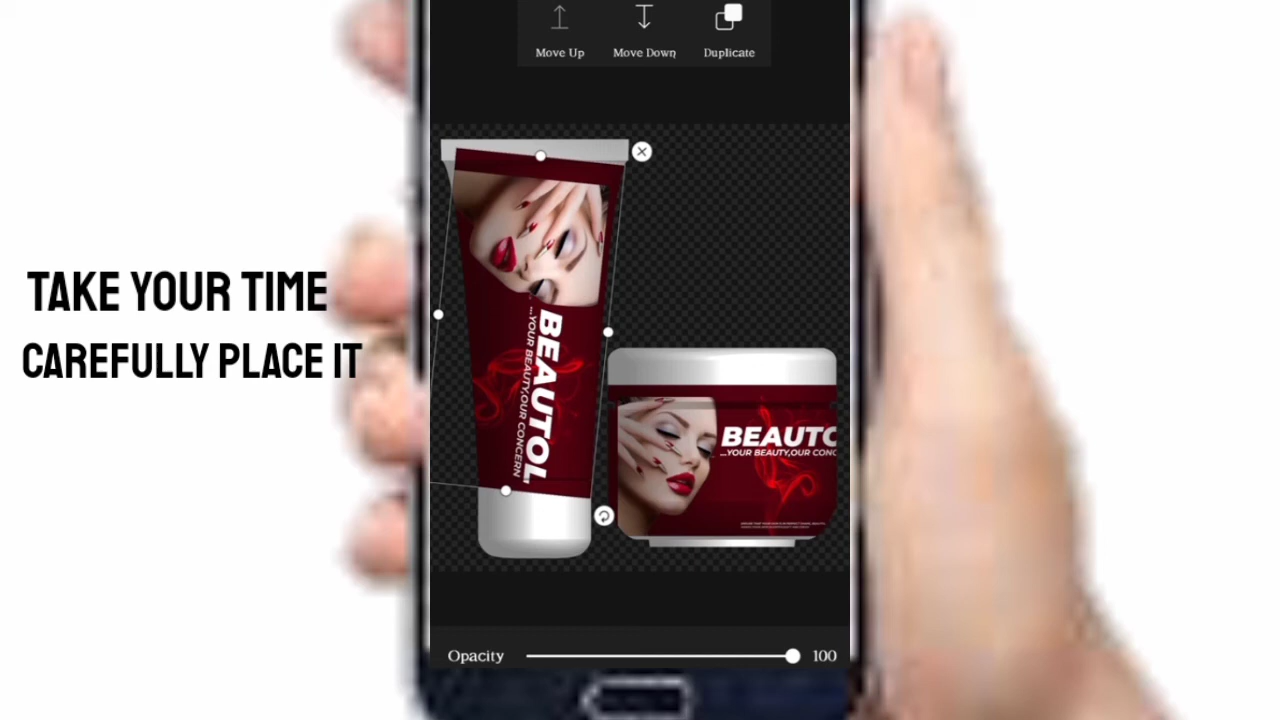 Move Up
Move Down
Duplicate
TAKE YOUR TIME
CAREFULLY PLACE IT
BEAUTOL
...YOUR BEAUTY,OUR CONCERN
BEAUTO
...YOUR BEAUTY,OUR CONC
Opacity
100